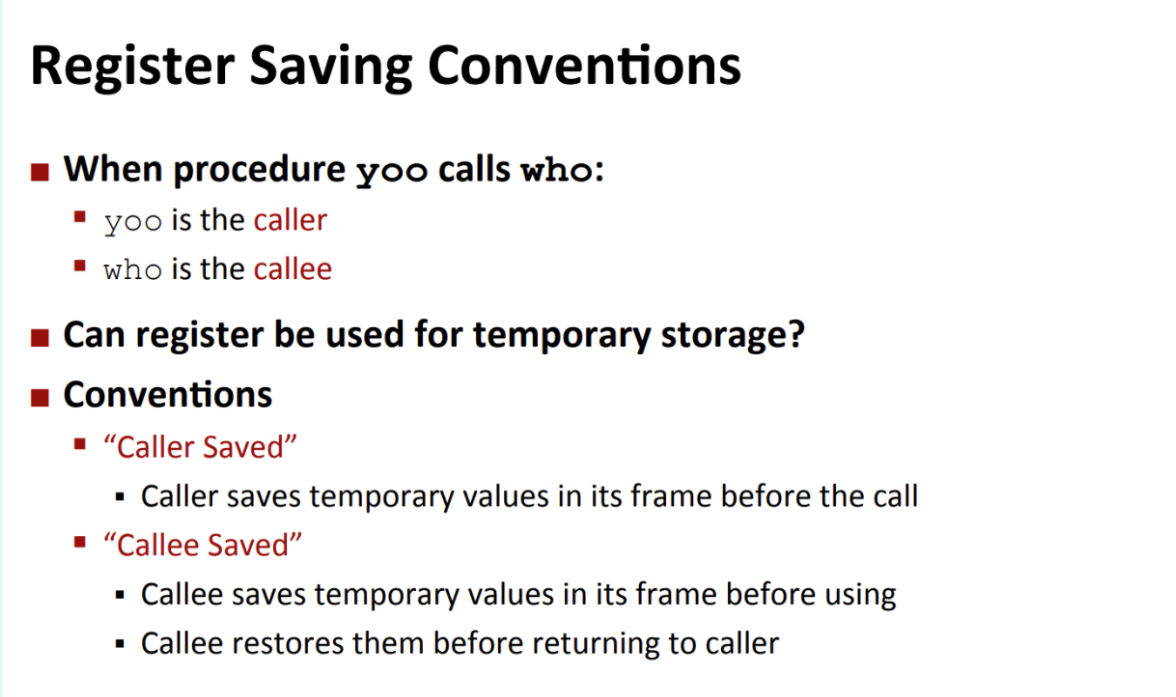 Register Saving Conventions
When procedure yoo calls who:
yoo is the caller
who is the callee
Can register be used for temporary storage?
Conventions
“Caller Saved”
Caller saves temporary values in its frame before the call
“Callee Saved”
Callee saves temporary values in its frame before using
Callee restores them before returning to caller